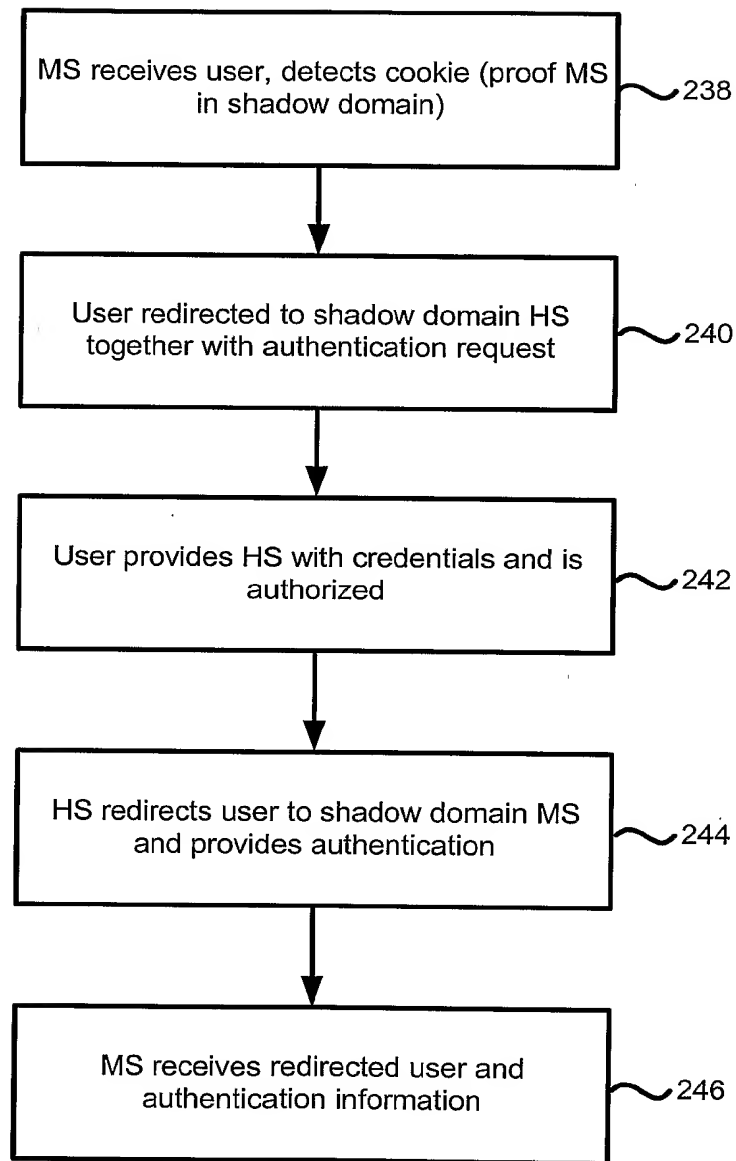 MS receives user, detects cookie (proof MS
in shadow domain)
238
User redirected to shadow domain HS
together with authentication request
240
User provides HS with credentials and is
authorized
242
HS redirects user to shadow domain MS
and provides authentication
244
MS receives redirected user and
authentication information
246